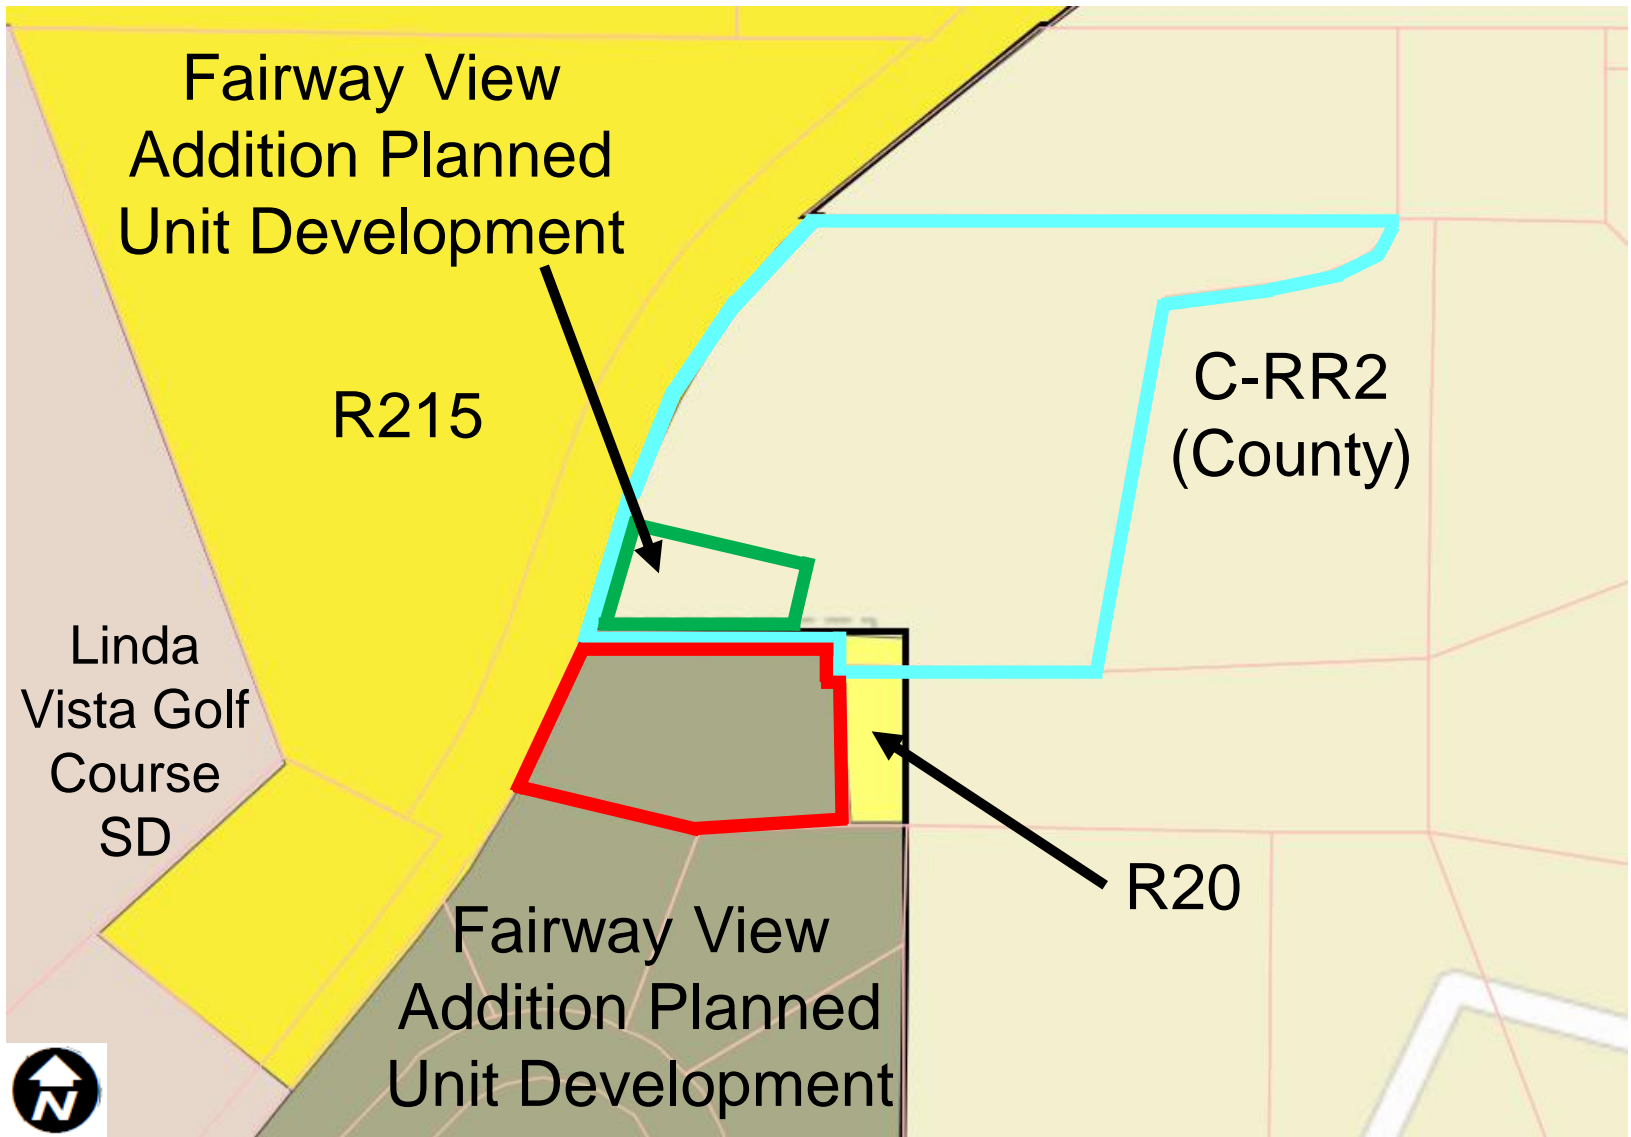 Fairway View
Addition Planned
Unit Development
R215
C-RR2
(County)
Linda
Vista Golf
Course
SD
R20
Fairway View
Addition Planned
Unit Development
N